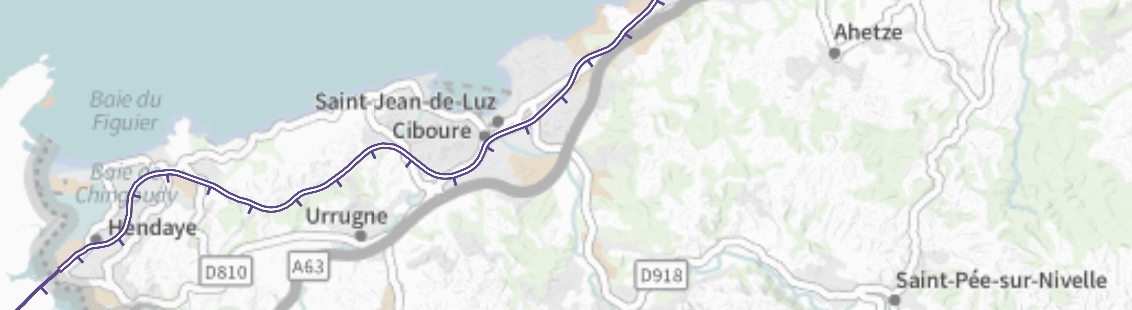 Ahetze
Baie du
Figuier
Saint-Jean-de-Luz
Ciboure
Baie de
Chingoudy
Urrugne
Hendaye
D810
A63
D918
Saint-Pée-sur-Nivelle